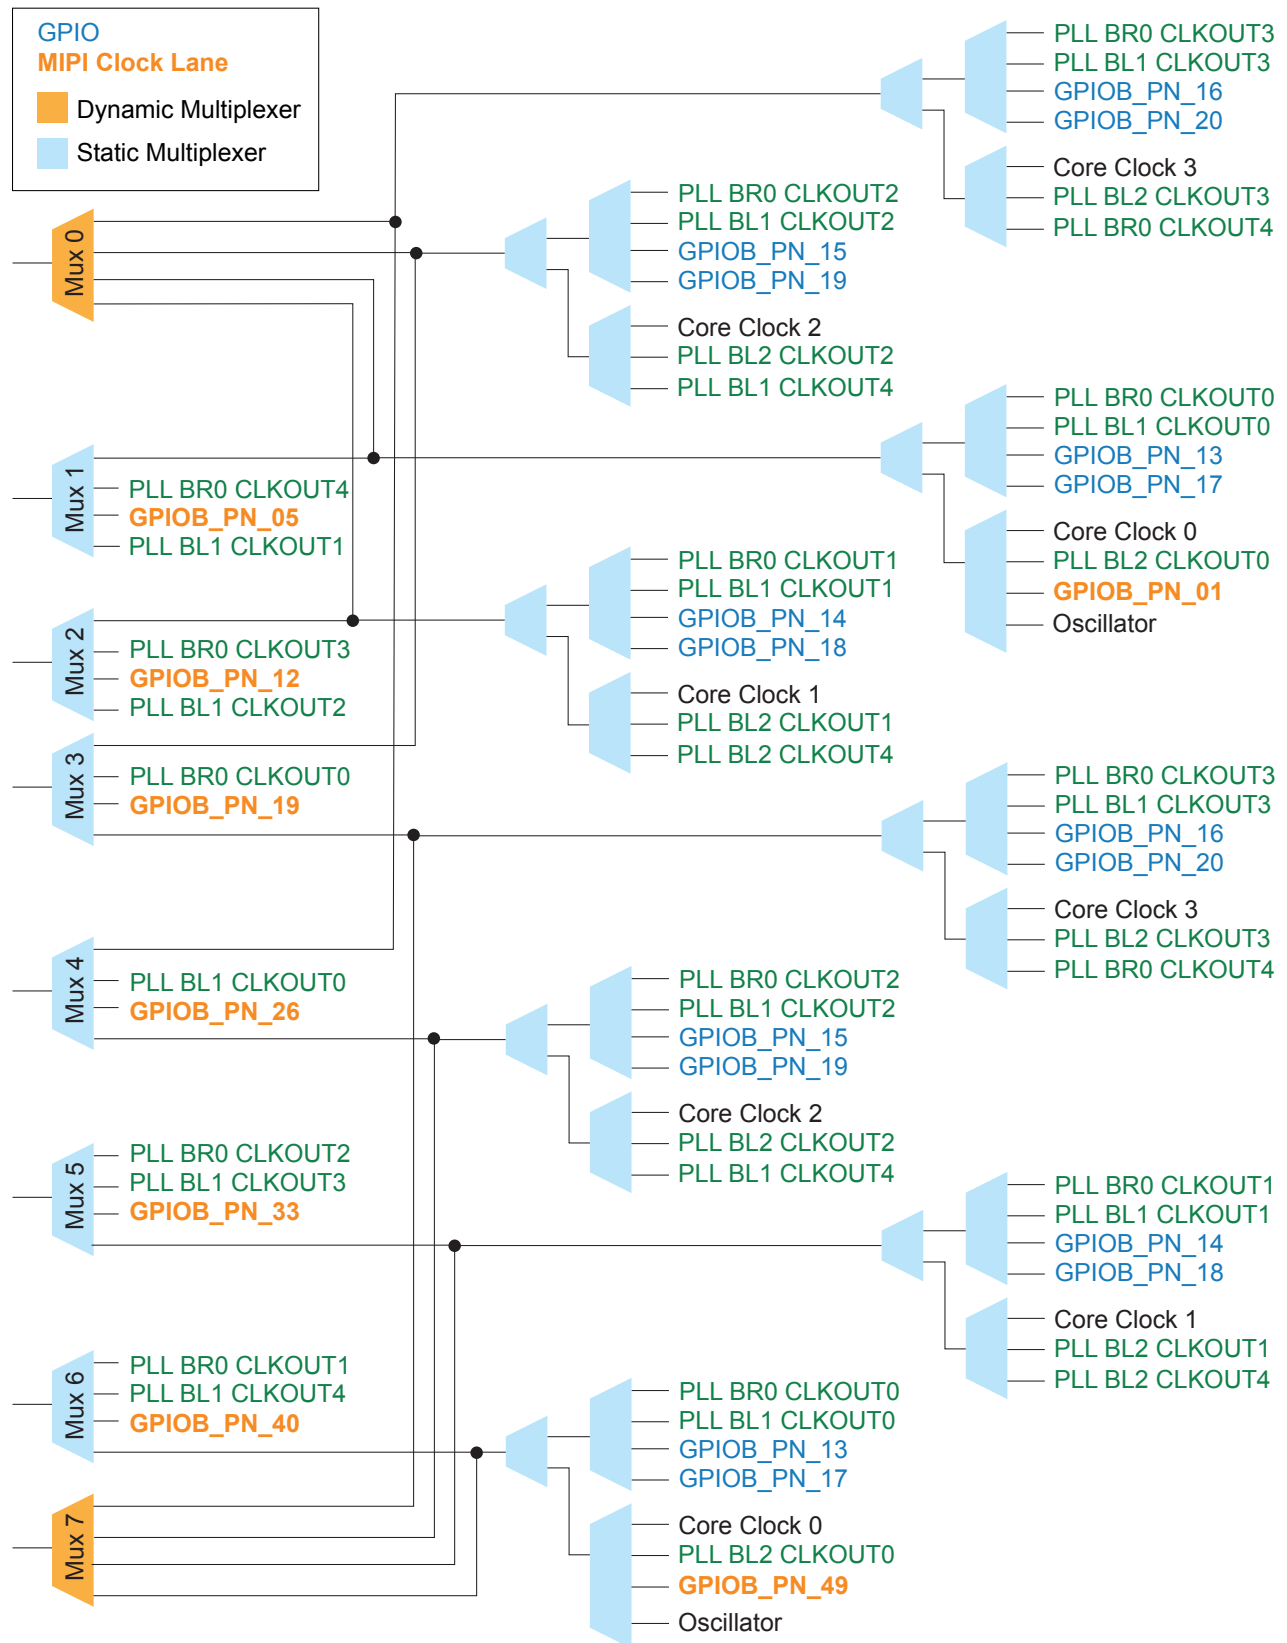 GPIO
MIPI Clock Lane
Dynamic Multiplexer
Static Multiplexer
PLL BR0 CLKOUT3
PLL BL1 CLKOUT3
GPIOB_PN_16
GPIOB_PN_20
Core Clock 3
PLL BL2 CLKOUT3
PLL BR0 CLKOUT4
Mux 0
PLL BR0 CLKOUT2
PLL BL1 CLKOUT2
GPIOB_PN_15
GPIOB_PN_19
Core Clock 2
PLL BL2 CLKOUT2
PLL BL1 CLKOUT4
PLL BR0 CLKOUT0
PLL BL1 CLKOUT0
GPIOB_PN_13
GPIOB_PN_17
Core Clock 0
PLL BL2 CLKOUT0
GPIOB_PN_01
Oscillator
Mux 1
PLL BR0 CLKOUT4
GPIOB_PN_05
PLL BL1 CLKOUT1
PLL BR0 CLKOUT1
PLL BL1 CLKOUT1
GPIOB_PN_14
GPIOB_PN_18
Core Clock 1
PLL BL2 CLKOUT1
PLL BL2 CLKOUT4
Mux 2
PLL BR0 CLKOUT3
GPIOB_PN_12
PLL BL1 CLKOUT2
Mux 3
PLL BR0 CLKOUT0
GPIOB_PN_19
PLL BR0 CLKOUT3
PLL BL1 CLKOUT3
GPIOB_PN_16
GPIOB_PN_20
Core Clock 3
PLL BL2 CLKOUT3
PLL BR0 CLKOUT4
Mux 4
PLL BL1 CLKOUT0
GPIOB_PN_26
PLL BR0 CLKOUT2
PLL BL1 CLKOUT2
GPIOB_PN_15
GPIOB_PN_19
Core Clock 2
PLL BL2 CLKOUT2
PLL BL1 CLKOUT4
Mux 5
PLL BR0 CLKOUT2
PLL BL1 CLKOUT3
GPIOB_PN_33
PLL BR0 CLKOUT1
PLL BL1 CLKOUT1
GPIOB_PN_14
GPIOB_PN_18
Core Clock 1
PLL BL2 CLKOUT1
PLL BL2 CLKOUT4
Mux 6
PLL BR0 CLKOUT1
PLL BL1 CLKOUT4
GPIOB_PN_40
PLL BR0 CLKOUT0
PLL BL1 CLKOUT0
GPIOB_PN_13
GPIOB_PN_17
Core Clock 0
PLL BL2 CLKOUT0
GPIOB_PN_49
Oscillator
Mux 7